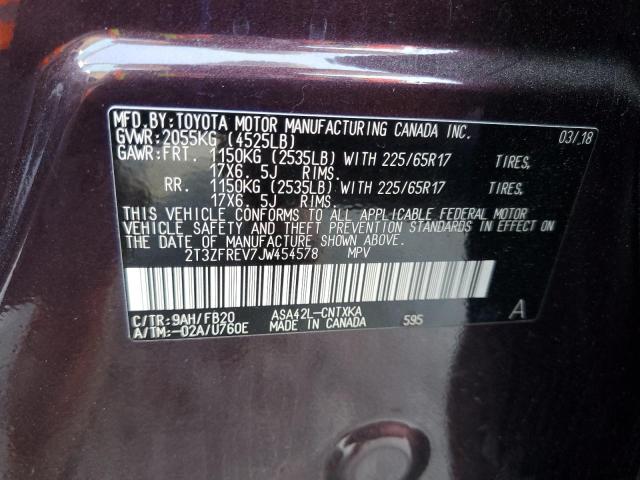 MFD.BY:TOYOTA MOTOR MANUFACTURING CANADA INC.
GVWR:2055KG (4525LB) 03/18
GAWR:FRT. 1150KG (2535LB) WITH 225/65R17 TIRES,
17X6. 5J RIMS.
RR. 1150KG (2535LB) WITH 225/65R17 TIRES,
17X6. 5J RIMS.
THIS VEHICLE CONFORMS TO ALL APPLICABLE FEDERAL MOTOR
VEHICLE SAFETY AND THEFT PREVENTION STANDARDS IN EFFECT ON
THE DATE OF MANUFACTURE SHOWN ABOVE.
2T3ZFREV7JW454578 MPV
C/TR:9AH/FB20 ASA42L-CNTXKA A
A/TM:-02A/U760E MADE IN CANADA 595